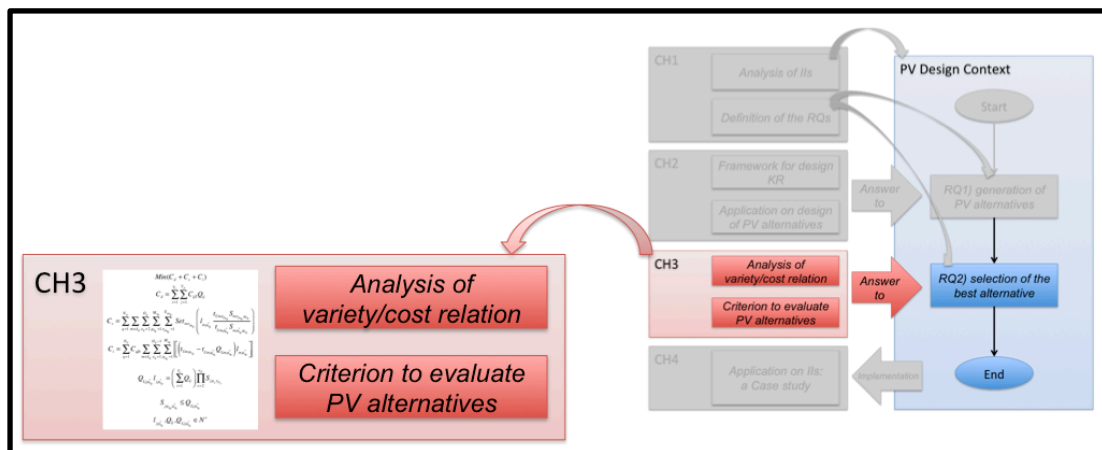 CH3
Analysis of
variety/cost relation
Criterion to evaluate
PV alternatives
CH1
Analysis of IIs
Definition of the RQs
CH2
Framework for design
KR
Application on design
of PV alternatives
Answer
to
CH3
Analysis of
variety/cost relation
Criterion to evaluate
PV alternatives
Answer
to
CH4
Application on IIs:
a Case study
Implementation
PV Design Context
Start
RQ1) generation of
PV alternatives
RQ2) selection of the
best alternative
End